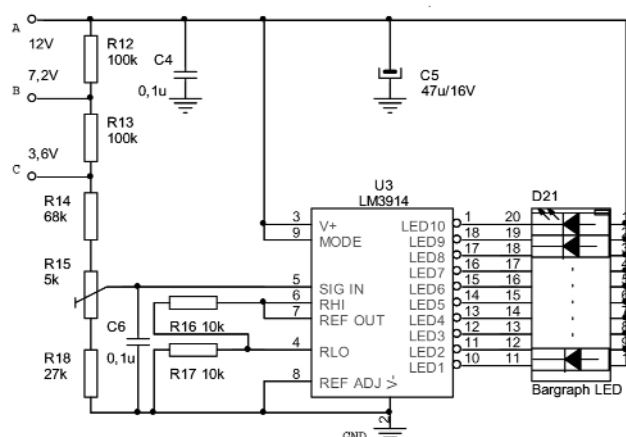 A
12V
R12
100k
C4
0,1u
C5
47u/16V
7,2V
B
R13
100k
3,6V
C
R14
68k
U3
LM3914
D21
R15
5k
3
V+
9
MODE
5
SIG IN
6
RHI
7
REF OUT
4
RLO
8
REF ADJ
V-
2
LED10
1
20
LED9
18
19
LED8
17
18
LED7
16
17
LED6
15
16
LED5
14
15
LED4
13
14
LED3
12
13
LED2
11
12
LED1
10
11
R16 10k
R17 10k
C6
0,1u
R18
27k
Bargraph LED
GND